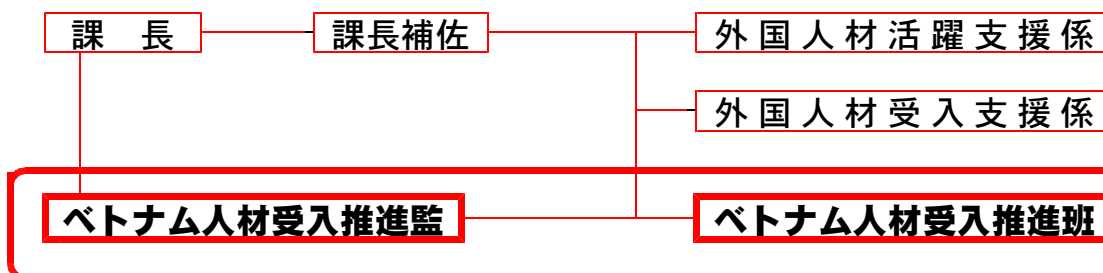 課　長 課長補佐 外国人材活躍支援係
外国人材受入支援係
ベトナム人材受入推進監 ベトナム人材受入推進班